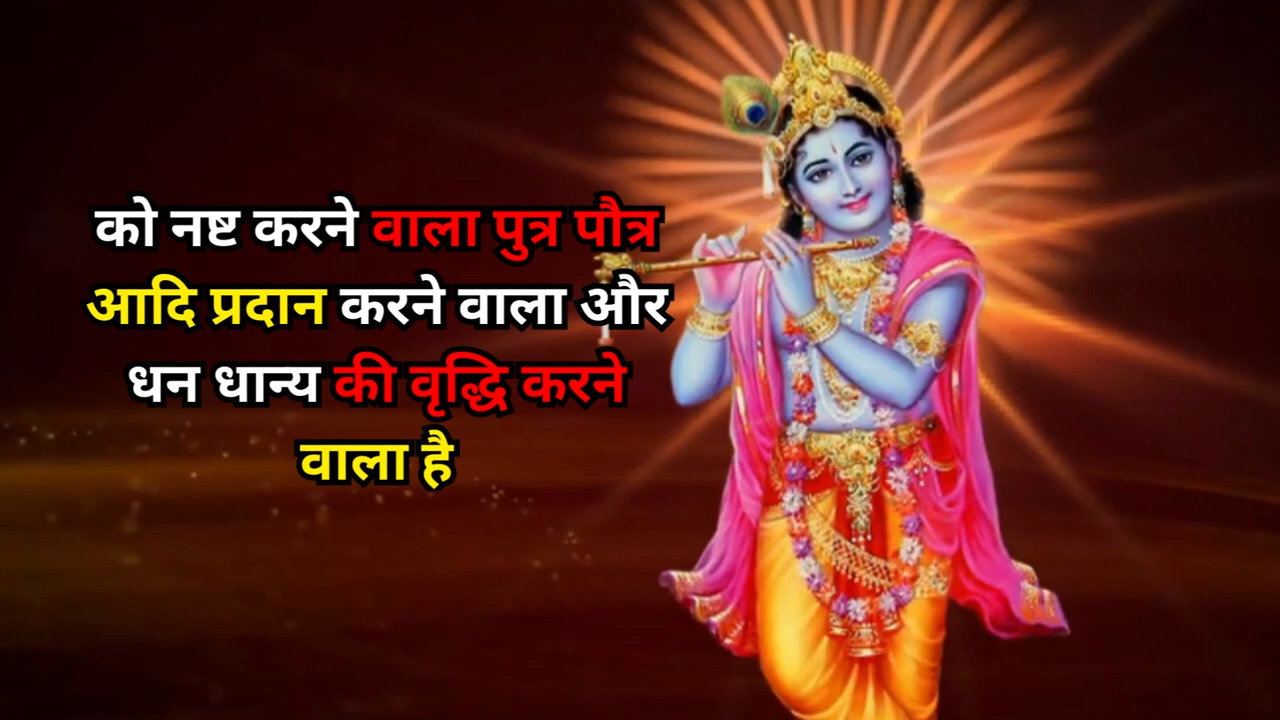 को नष्ट करने वाला पुत्र पौत्र
आदि प्रदान करने वाला और
धन धान्य की वृद्धि करने
वाला है